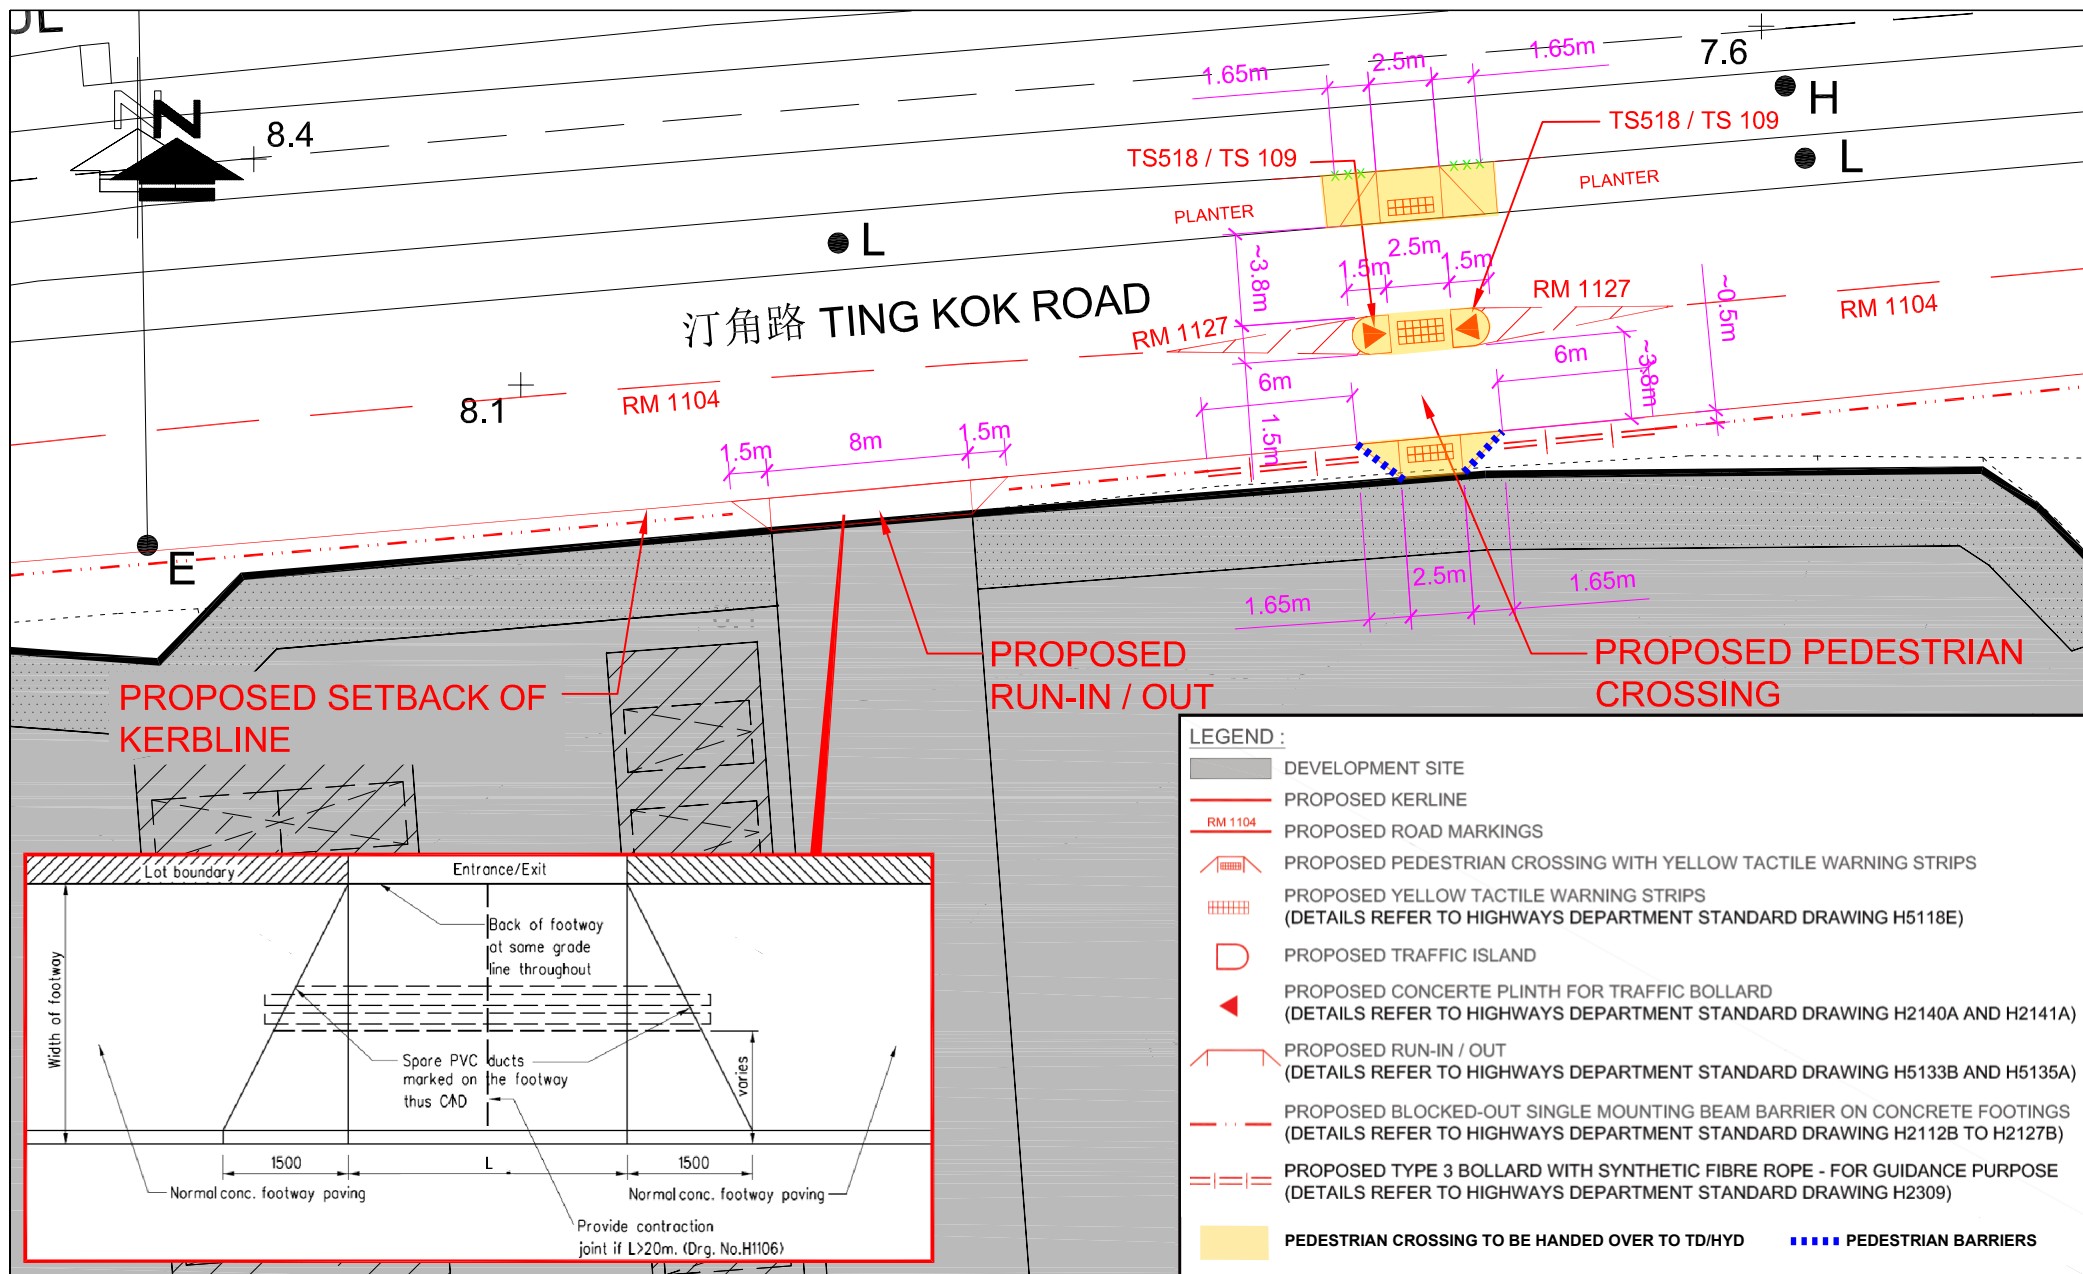 N
8.4
1.65m
2.5m
1.65m
7.6
H
TS518 / TS 109
TS518 / TS 109
L
PLANTER
PLANTER
L
~3.8m
2.5m
1.5m
1.5m
汀角路 TING KOK ROAD
RM 1127
RM 1127
~0.5m
RM 1104
6m
6m
~3.8m
8.1
RM 1104
1.5m
1.5m
8m
1.5m
E
2.5m
1.65m
1.65m
PROPOSED SETBACK OF
KERBLINE
PROPOSED
RUN-IN / OUT
PROPOSED PEDESTRIAN
CROSSING
LEGEND :
DEVELOPMENT SITE
PROPOSED KERLINE
RM 1104
PROPOSED ROAD MARKINGS
PROPOSED PEDESTRIAN CROSSING WITH YELLOW TACTILE WARNING STRIPS
PROPOSED YELLOW TACTILE WARNING STRIPS
(DETAILS REFER TO HIGHWAYS DEPARTMENT STANDARD DRAWING H5118E)
PROPOSED TRAFFIC ISLAND
PROPOSED CONCERTE PLINTH FOR TRAFFIC BOLLARD
(DETAILS REFER TO HIGHWAYS DEPARTMENT STANDARD DRAWING H2140A AND H2141A)
PROPOSED RUN-IN / OUT
(DETAILS REFER TO HIGHWAYS DEPARTMENT STANDARD DRAWING H5133B AND H5135A)
PROPOSED BLOCKED-OUT SINGLE MOUNTING BEAM BARRIER ON CONCRETE FOOTINGS
(DETAILS REFER TO HIGHWAYS DEPARTMENT STANDARD DRAWING H2112B TO H2127B)
PROPOSED TYPE 3 BOLLARD WITH SYNTHETIC FIBRE ROPE - FOR GUIDANCE PURPOSE
(DETAILS REFER TO HIGHWAYS DEPARTMENT STANDARD DRAWING H2309)
PEDESTRIAN CROSSING TO BE HANDED OVER TO TD/HYD
PEDESTRIAN BARRIERS
Lot boundary
Entrance/Exit
Back of footway
at same grade
line throughout
Width of footway
Spare PVC ducts
marked on the footway
thus
varies
1500
L
1500
Normal conc. footway paving
Normal conc. footway paving
Provide contraction
joint if L>20m. (Drg. No.H1106)